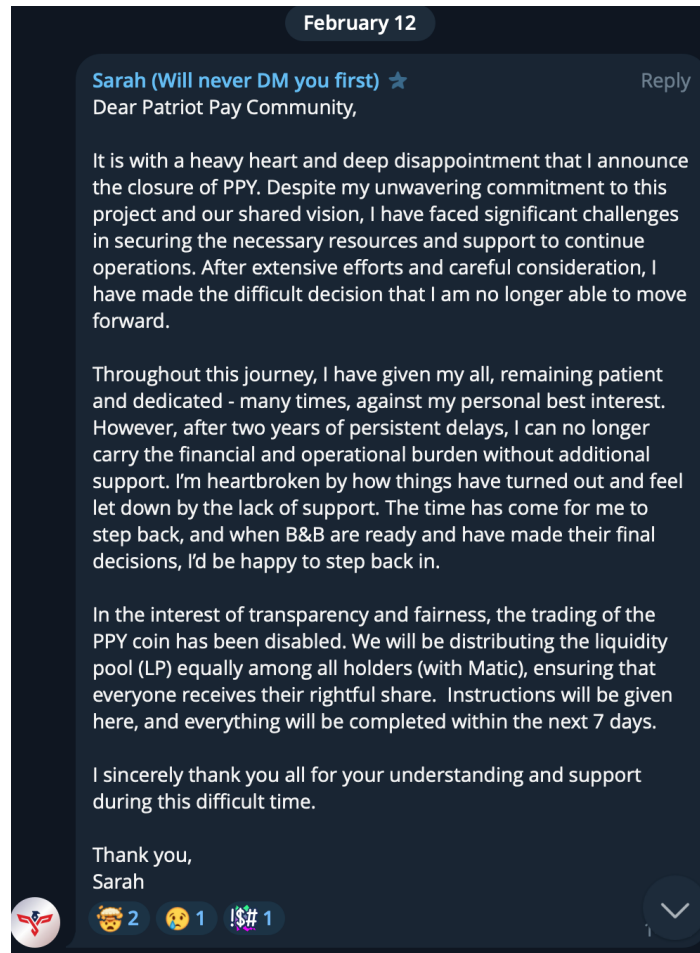 February 12
Sarah (Will never DM you first)
Reply
Dear Patriot Pay Community,
It is with a heavy heart and deep disappointment that I announce
the closure of PPY. Despite my unwavering commitment to this
project and our shared vision, I have faced significant challenges
in securing the necessary resources and support to continue
operations. After extensive efforts and careful consideration, I
have made the difficult decision that I am no longer able to move
forward.
Throughout this journey, I have given my all, remaining patient
and dedicated - many times, against my personal best interest.
However, after two years of persistent delays, I can no longer
carry the financial and operational burden without additional
support. I’m heartbroken by how things have turned out and feel
let down by the lack of support. The time has come for me to
step back, and when B&B are ready and have made their final
decisions, I’d be happy to step back in.
In the interest of transparency and fairness, the trading of the
PPY coin has been disabled. We will be distributing the liquidity
pool (LP) equally among all holders (with Matic), ensuring that
everyone receives their rightful share.  Instructions will be given
here, and everything will be completed within the next 7 days.
I sincerely thank you all for your understanding and support
during this difficult time.
Thank you,
Sarah
2 1 !$# 1